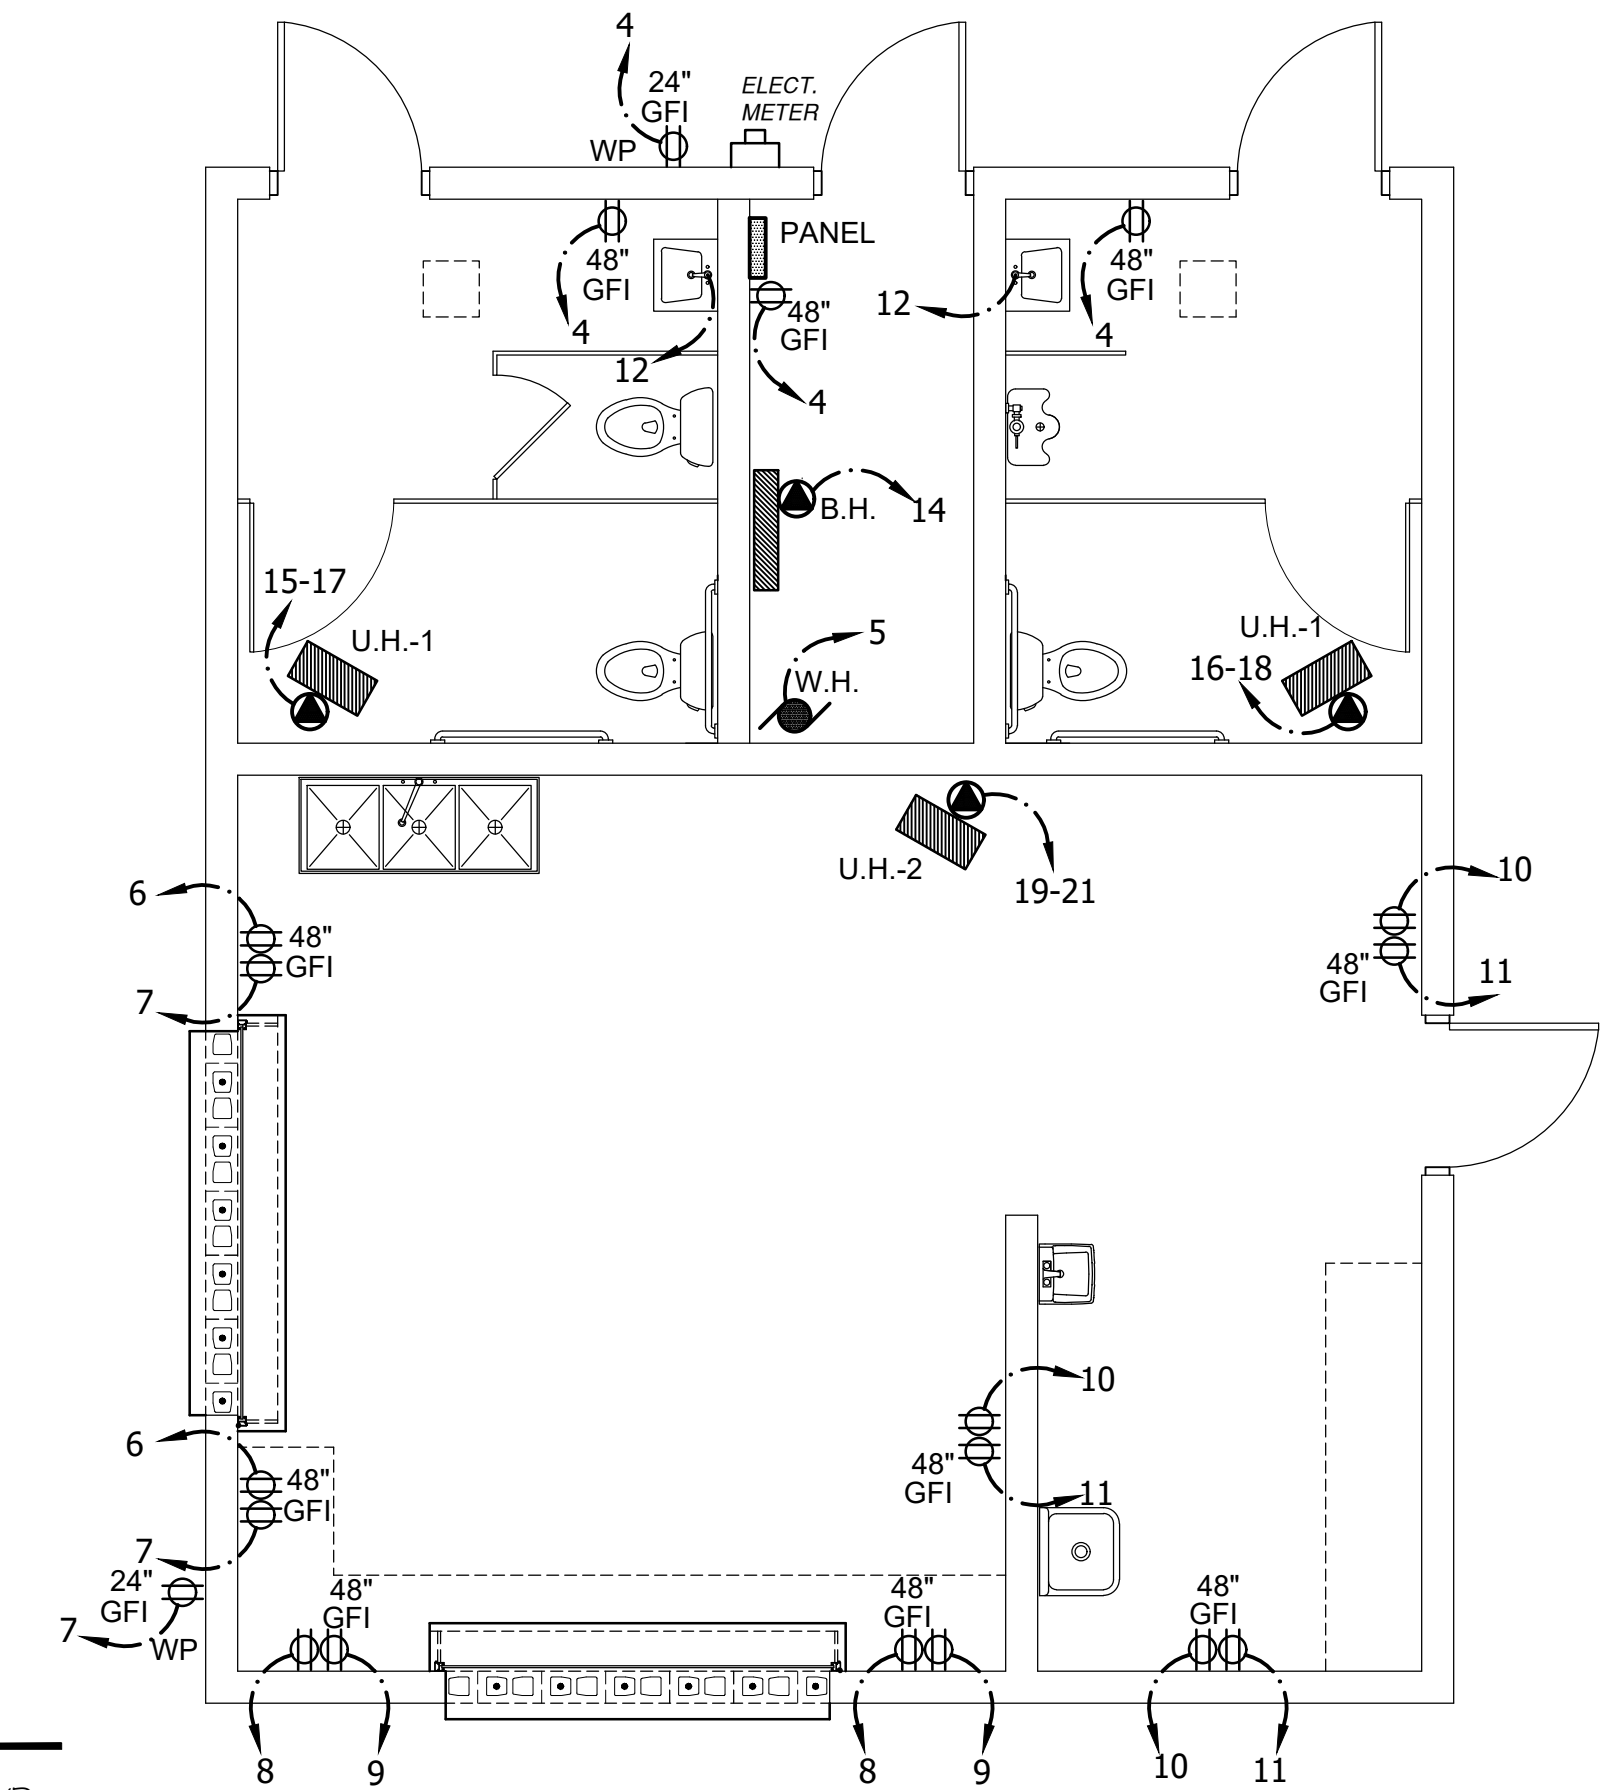 4
24"
GFI
WP
ELECT.
METER
PANEL
48"
GFI
4
12
48"
GFI
4
12
48"
GFI
4
B.H.
14
15-17
U.H.-1
5
W.H.
U.H.-1
16-18
U.H.-2
19-21
6
48"
GFI
7
10
48"
GFI
11
6
48"
GFI
7
24"
GFI
7
WP
10
48"
GFI
11
48"
GFI
8
9
48"
GFI
8
9
48"
GFI
10
11